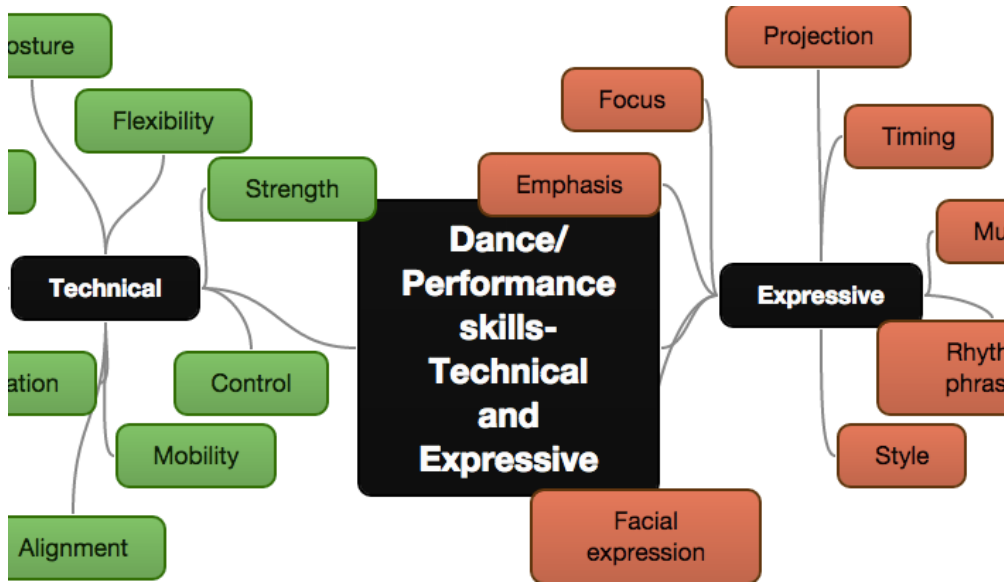 osture
Flexibility
Strength
Technical
ation
Control
Mobility
Alignment
Dance/
Performance
skills-
Technical
and
Expressive
Projection
Focus
Timing
Emphasis
Mu
Expressive
Rhyth
phras
Style
Facial
expression